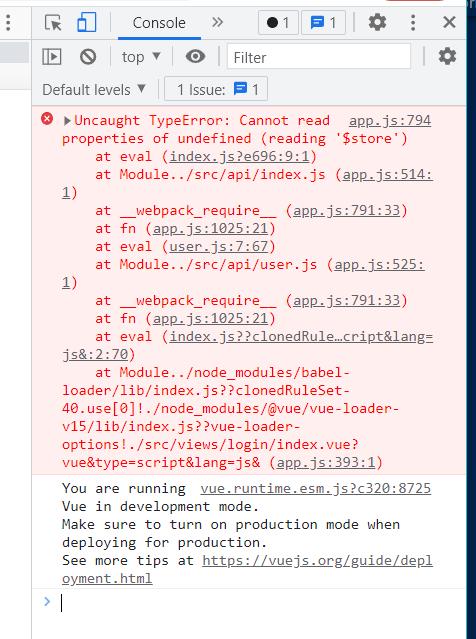 Console
1
1
top ▼
Filter
Default levels ▼
1 Issue: 1
Uncaught TypeError: Cannot read app.js:794
properties of undefined (reading '$store')
at eval (index.js?e696:9:1)
at Module../src/api/index.js (app.js:514:
1)
at __webpack_require__ (app.js:791:33)
at fn (app.js:1025:21)
at eval (user.js:7:67)
at Module../src/api/user.js (app.js:525:
1)
at __webpack_require__ (app.js:791:33)
at fn (app.js:1025:21)
at eval (index.js??clonedRule…cript&lang=
js&:2:70)
at Module../node_modules/babel-
loader/lib/index.js??clonedRuleSet-
40.use[0]!./node_modules/@vue/vue-loader-
v15/lib/index.js??vue-loader-
options!./src/views/login/index.vue?
vue&type=script&lang=js& (app.js:393:1)
You are running vue.runtime.esm.js?c320:8725
Vue in development mode.
Make sure to turn on production mode when
deploying for production.
See more tips at https://vuejs.org/guide/depl
oyment.html